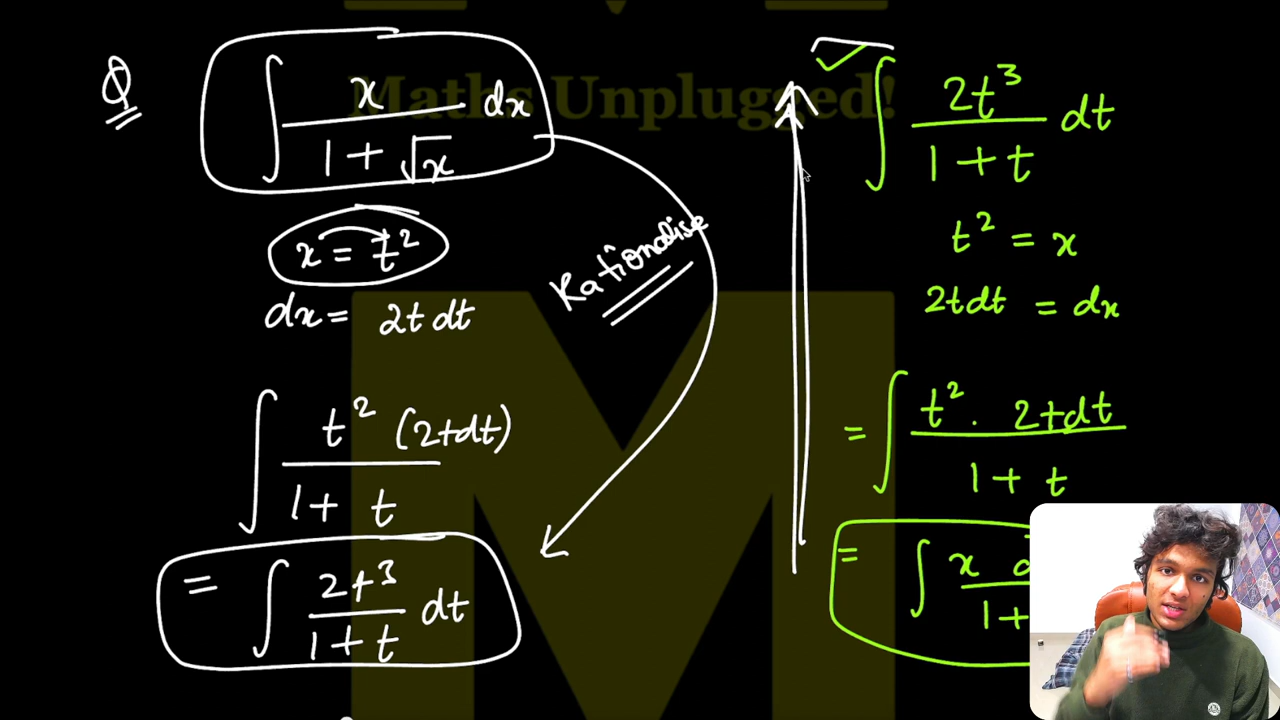 Maths Unplugged!
Q
∫ x / (1 + √x) dx
x = t²
dx = 2t dt
∫ t² (2t dt) / (1 + t)
= ∫ 2t³ / (1 + t) dt
Rationalise
∫ 2t³ / (1 + t) dt
t² = x
2t dt = dx
= ∫ t² · 2t dt / (1 + t)
= ∫ x / 1+